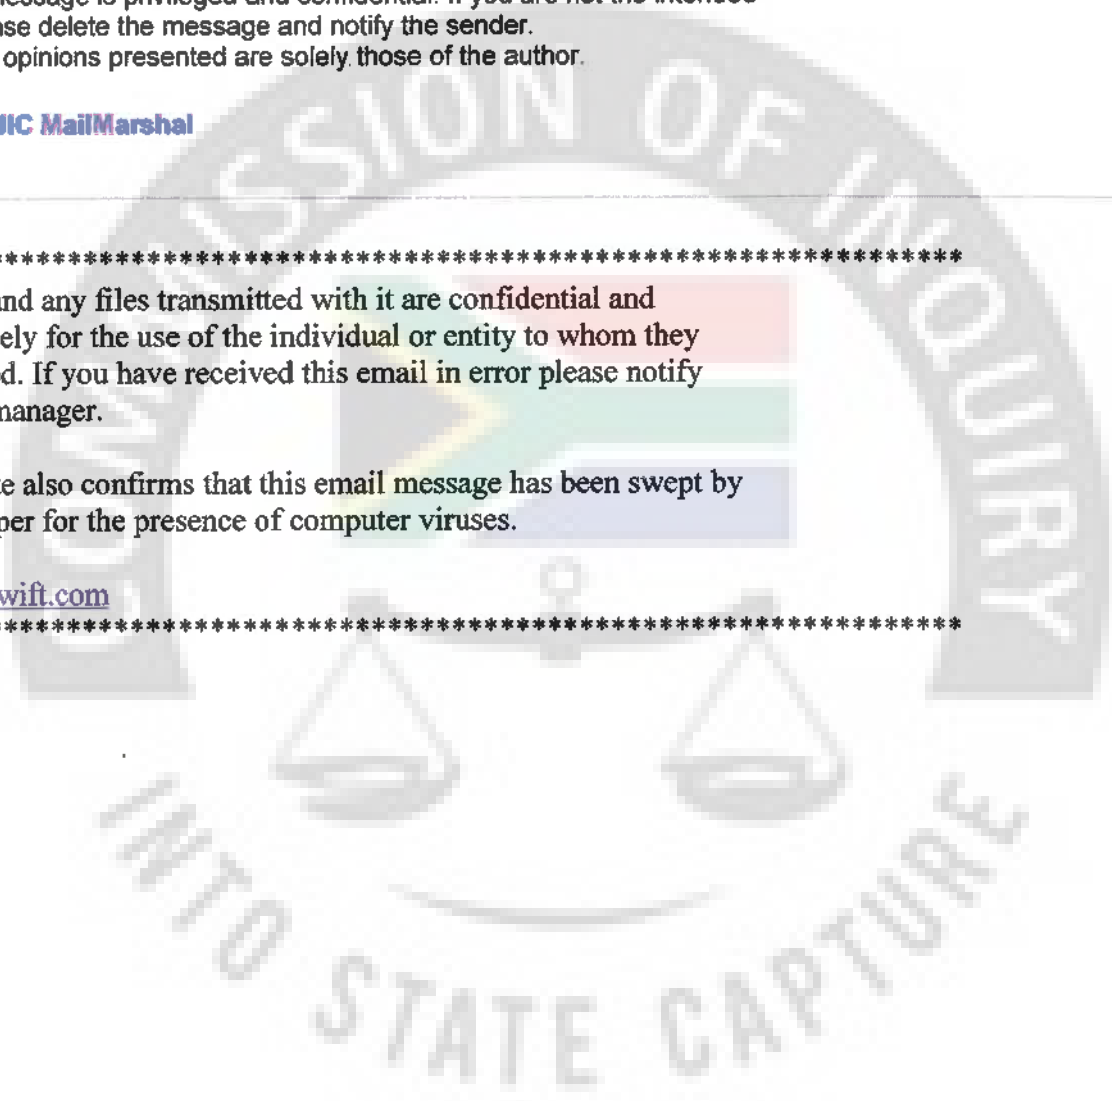 message is privileged and confidential. If you are not the intended
ase delete the message and notify the sender.
opinions presented are solely those of the author.
MailMarshal
******************************************************************
and any files transmitted with it are confidential and
ely for the use of the individual or entity to whom they
d. If you have received this email in error please notify
manager.
te also confirms that this email message has been swept by
per for the presence of computer viruses.
wift.com
******************************************************************
COMMISSION OF INQUIRY
INTO STATE CAPTURE